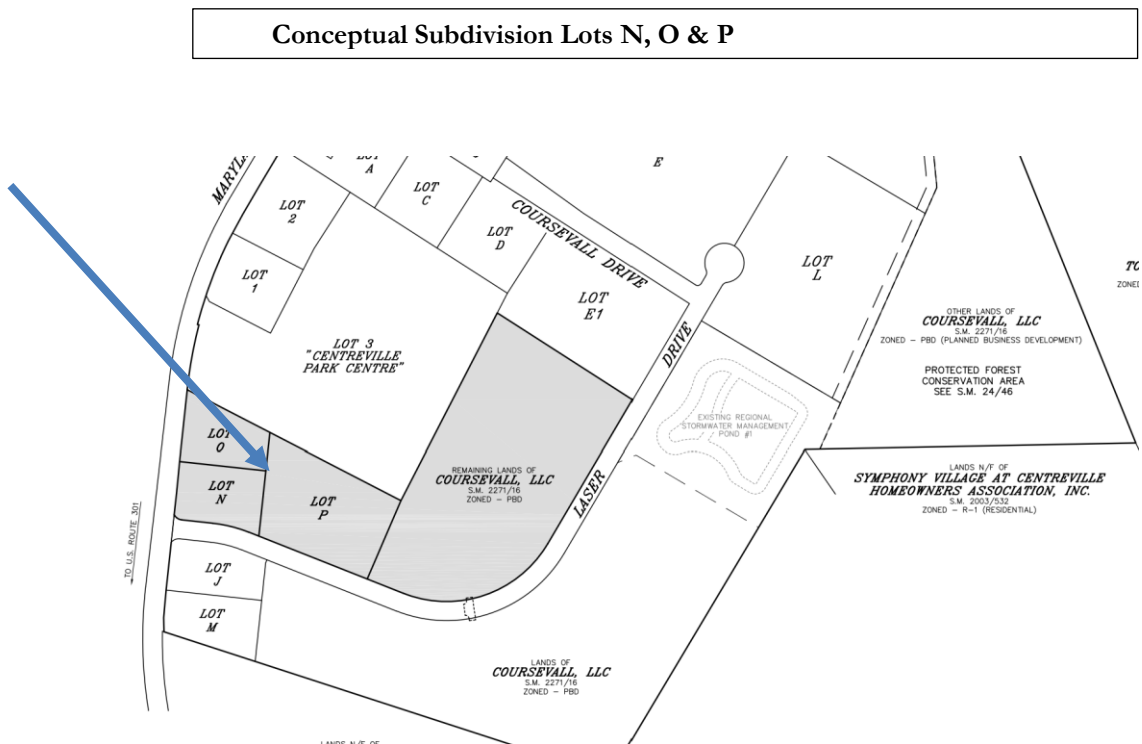 Conceptual Subdivision Lots N, O & P
MARYL
A
LOT
C
E
LOT
2
LOT
D
COURSEVALL DRIVE
LOT
L
LOT
1
LOT
E1
DRIVE
TO
ZONED
OTHER LANDS OF
COURSEVALL, LLC
S.M. 2271/16
ZONED – PBD (PLANNED BUSINESS DEVELOPMENT)
PROTECTED FOREST
CONSERVATION AREA
SEE S.M. 24/46
LOT 3
"CENTREVILLE
PARK CENTRE"
EXISTING REGIONAL
STORMWATER MANAGEMENT
POND #1
LOT
O
LOT
N
LOT
P
REMAINING LANDS OF
COURSEVALL, LLC
S.M. 2271/16
ZONED – PBD
LASER
LANDS N/F OF
SYMPHONY VILLAGE AT CENTREVILLE
HOMEOWNERS ASSOCIATION, INC.
S.M. 2003/532
ZONED – R-1 (RESIDENTIAL)
TO U.S. ROUTE 301
LOT
J
LOT
M
LANDS OF
COURSEVALL, LLC
S.M. 2271/16
ZONED – PBD
LANDS N/F OF